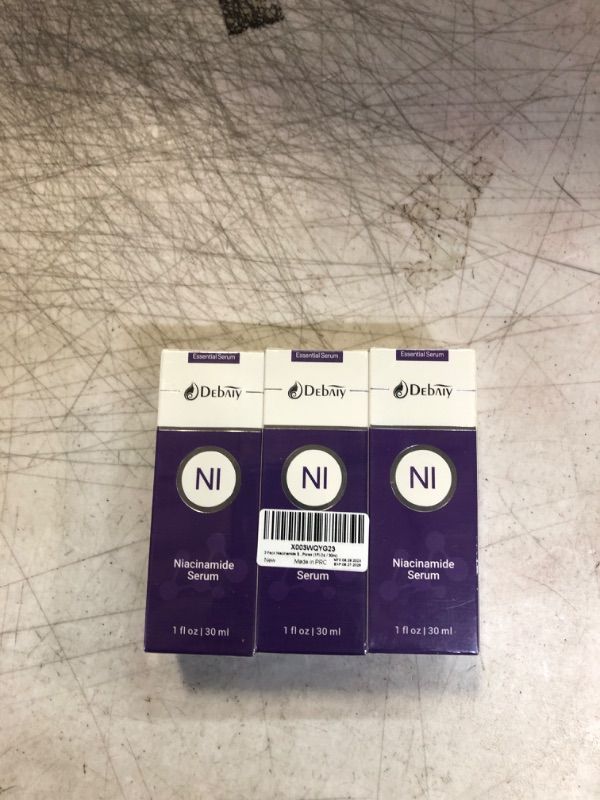 Essential Serum
DEBAIY
NI
Niacinamide
Serum
1 fl oz | 30 ml
Essential Serum
DEBAIY
NI
X003WQYG23
New
Made in PRC
Serum
1 fl oz | 30 ml
Essential Serum
DEBAIY
NI
Niacinamide
Serum
1 fl oz | 30 ml